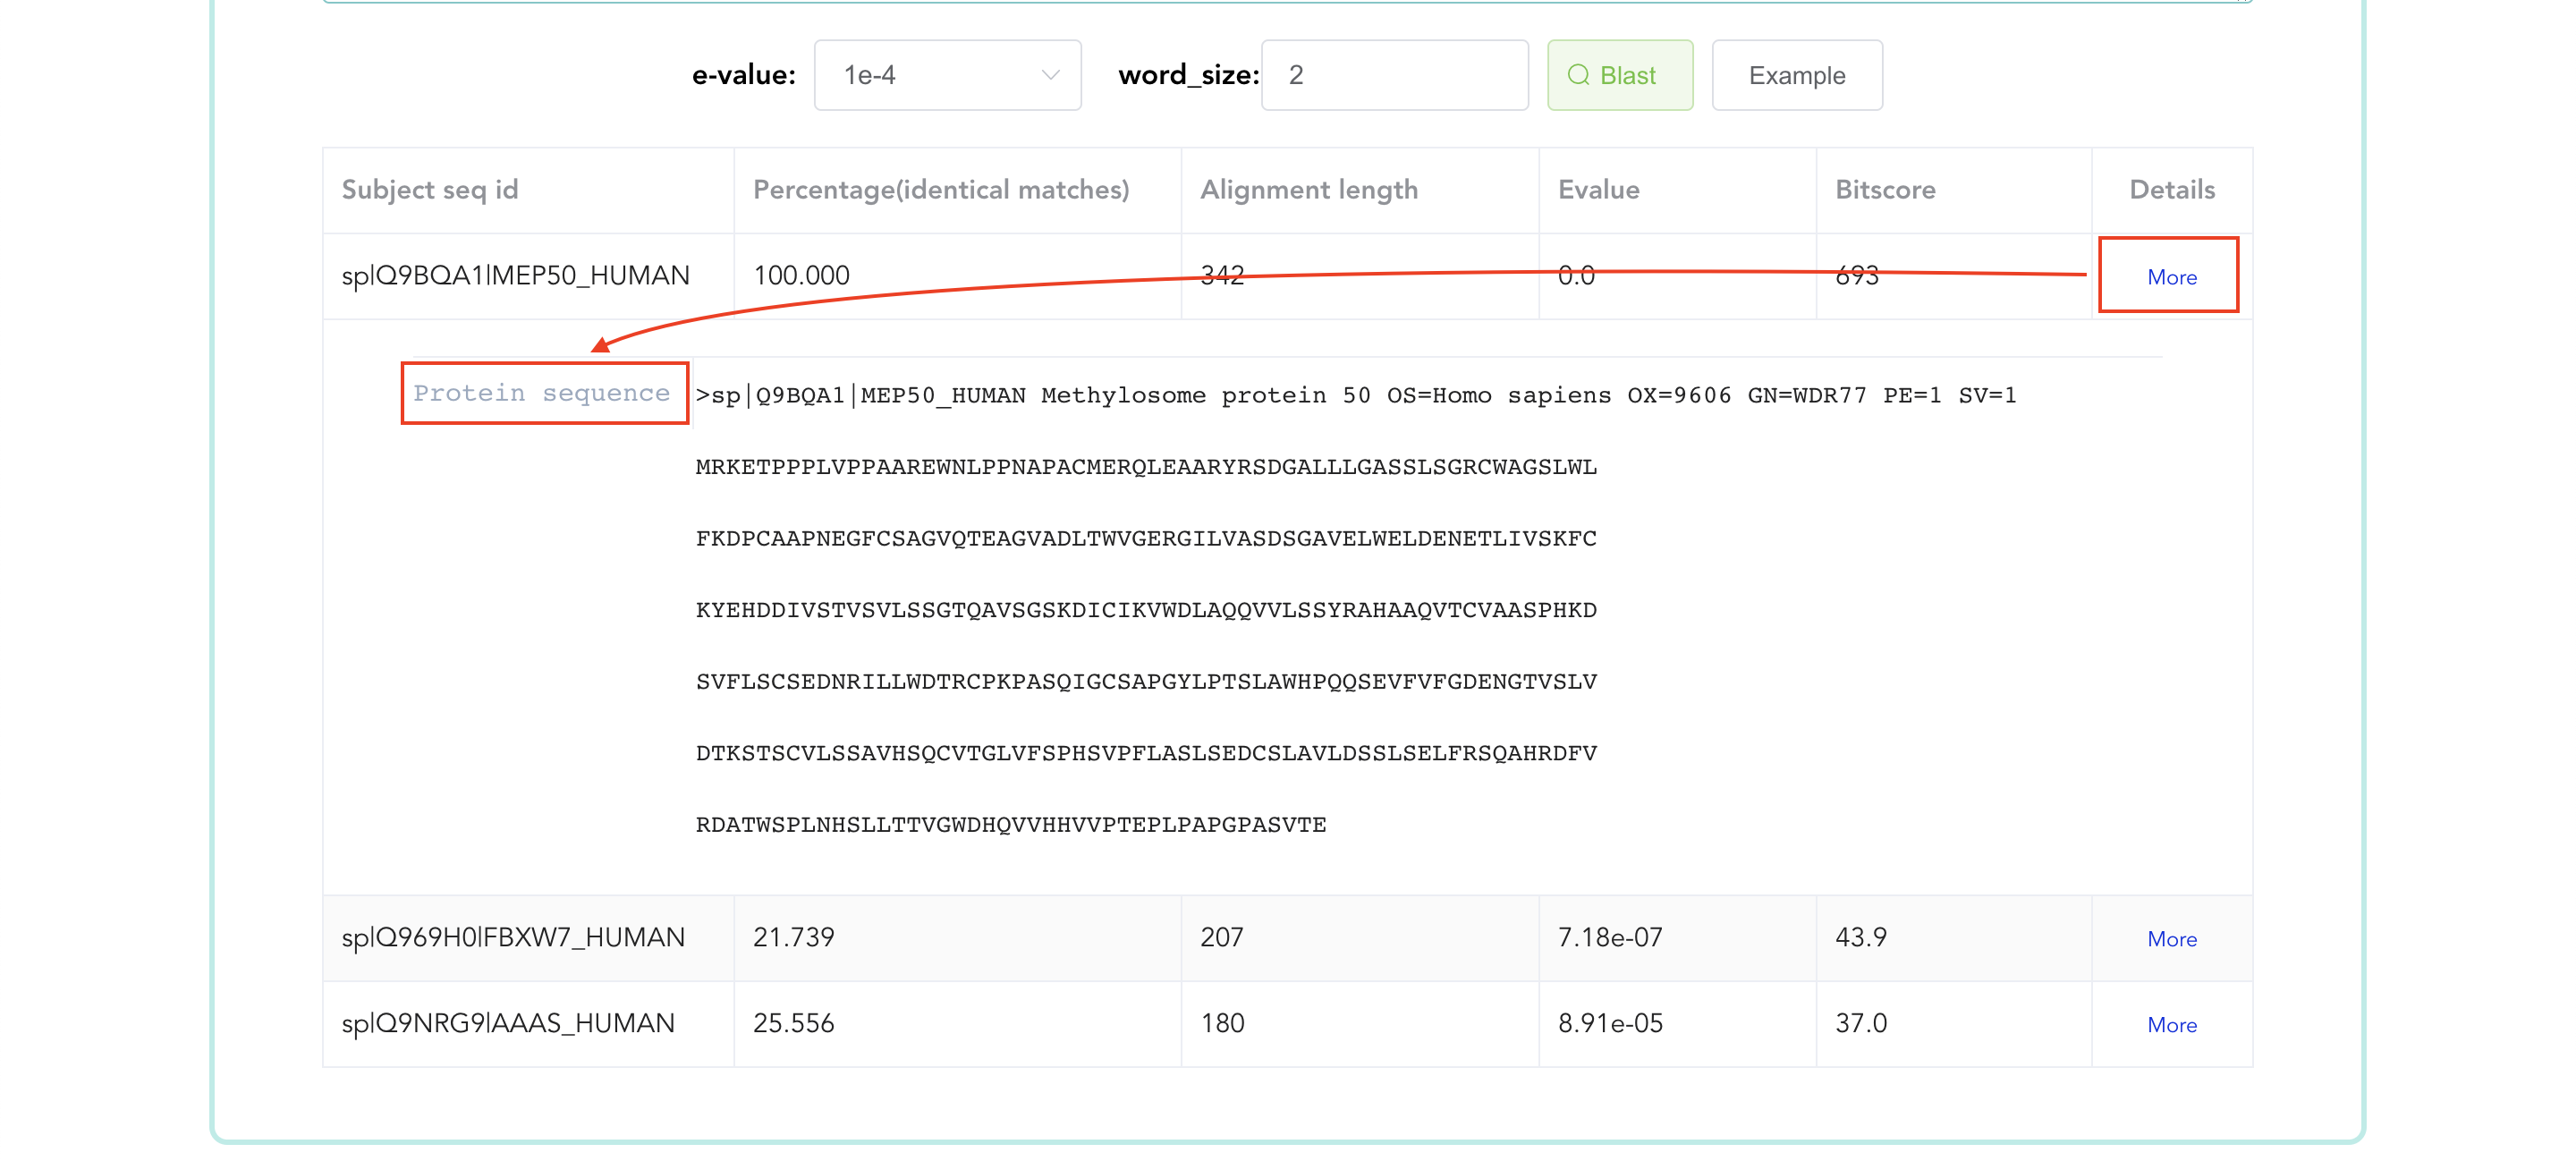 e-value: 1e-4 word_size: 2 Blast Example
Subject seq id Percentage(identical matches) Alignment length Evalue Bitscore Details
sp|Q9BQA1|MEP50_HUMAN 100.000 342 0.0 693 More
Protein sequence >sp|Q9BQA1|MEP50_HUMAN Methylosome protein 50 OS=Homo sapiens OX=9606 GN=WDR77 PE=1 SV=1
MRKETPPPLVPPAAREWNLPPNAPACMERQLEAARYRSDGALLLGASSLSGRCWAGSLWL
FKDPCAAPNEGFCSAGVQTEAGVADLTWVGERGILVASDSGAVELWELDENETLIVSKFC
KYEHDDIVSTVSVLSSGTQAVSGSKDICIKVWDLAQQVVLSSYRAHAAQVTCVAASPHKD
SVFLSCSEDNRILLWDTRCPKPASQIGCSAPGYLPTSLAWHPQQSEVFVFGDENGTVSLV
DTKSTSCVLSSAVHSQCVTGLVFSPHSVPFLASLSEDCSLAVLDSSLSELFRSQAHRDFV
RDATWSPLNHSLLTTVGWDHQVVHHVVPTEPLPAPGPASVTE
sp|Q969H0|FBXW7_HUMAN 21.739 207 7.18e-07 43.9 More
sp|Q9NRG9|AAAS_HUMAN 25.556 180 8.91e-05 37.0 More